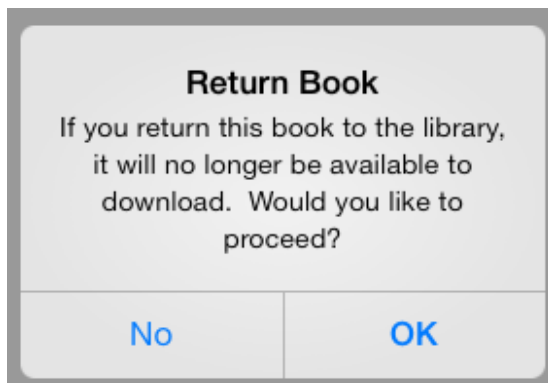 Return Book
If you return this book to the library,
it will no longer be available to
download.  Would you like to
proceed?
No
OK